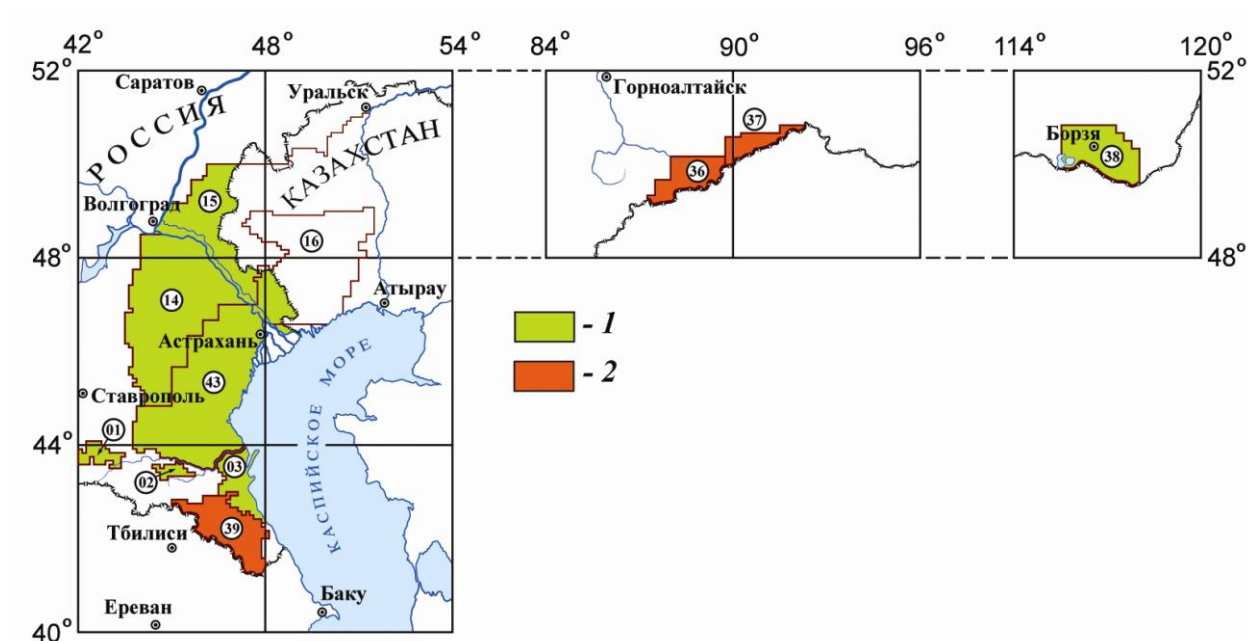 42° 48° 54° 84° 90° 96° 114° 120°
52° 52°
Саратов
Уральск
РОССИЯ
КАЗАХСТАН
Горноалтайск
37
36
Борзя
38
15
Волгоград
16
48° 48°
14
Атырау
- 1
Астрахань
- 2
43
Ставрополь
КАСПИЙСКОЕ МОРЕ
01
44°
03
02
39
Тбилиси
Баку
Ереван
40°